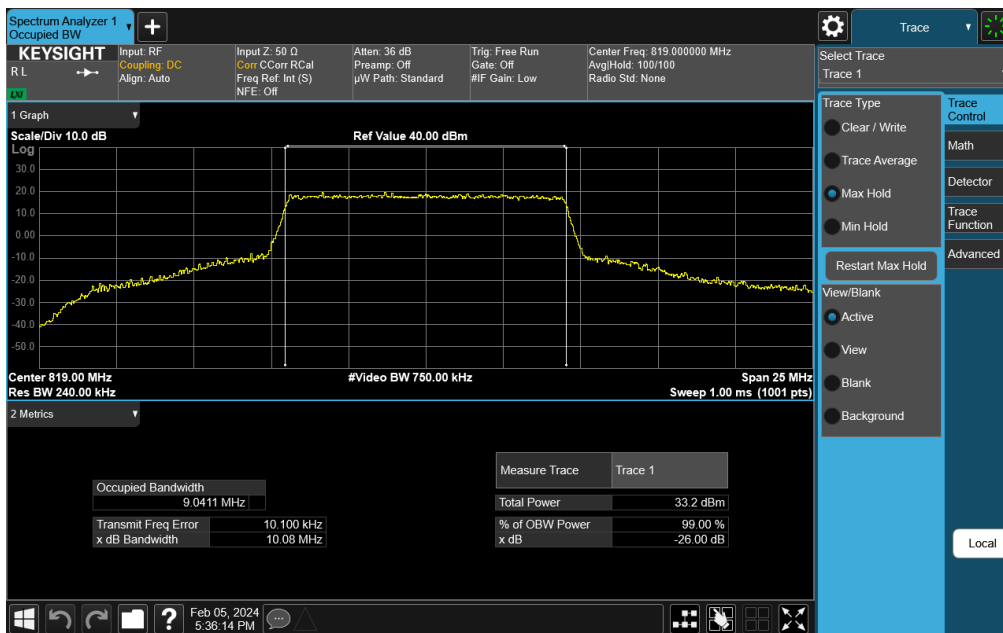 Spectrum Analyzer 1
Occupied BW
KEYSIGHT
R L
LXI
Input: RF
Coupling: DC
Align: Auto
Input Z: 50 Ω
Corr CCorr RCal
Freq Ref: Int (S)
NFE: Off
Atten: 36 dB
Preamp: Off
µW Path: Standard
Trig: Free Run
Gate: Off
#IF Gain: Low
Center Freq: 819.000000 MHz
Avg|Hold: 100/100
Radio Std: None
1 Graph
Scale/Div 10.0 dB
Ref Value 40.00 dBm
Log
30.0
20.0
10.0
0.00
-10.0
-20.0
-30.0
-40.0
-50.0
Center 819.00 MHz
#Video BW 750.00 kHz
Span 25 MHz
Res BW 240.00 kHz
Sweep 1.00 ms (1001 pts)
2 Metrics
Occupied Bandwidth
9.0411 MHz
Transmit Freq Error 10.100 kHz
x dB Bandwidth 10.08 MHz
Measure Trace Trace 1
Total Power 33.2 dBm
% of OBW Power 99.00 %
x dB -26.00 dB
Feb 05, 2024
5:36:14 PM
Trace
Select Trace
Trace 1
Trace Type
Clear / Write
Trace Average
Max Hold
Min Hold
Restart Max Hold
View/Blank
Active
View
Blank
Background
Trace
Control
Math
Detector
Trace
Function
Advanced
Local